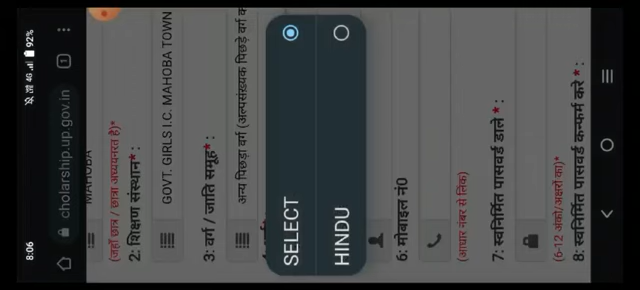 8:06
4G
92%
cholarship.up.gov.in
1
MAHOBA
(जहाँ छात्र / छात्रा अध्ययनरत है)*
2: शिक्षण संस्थान* :
GOVT. GIRLS I.C. MAHOBA TOWN
3: वर्ग / जाति समूह* :
अन्य पिछड़ा वर्ग (अल्पसंख्यक पिछड़े वर्ग क
SELECT
HINDU
6: मोबाइल नं0
(आधार नंबर से लिंक)
7: स्वनिर्मित पासवर्ड डाले * :
(6-12 अंको/अक्षरों का)*
8: स्वनिर्मित पासवर्ड कन्फर्म करे * :